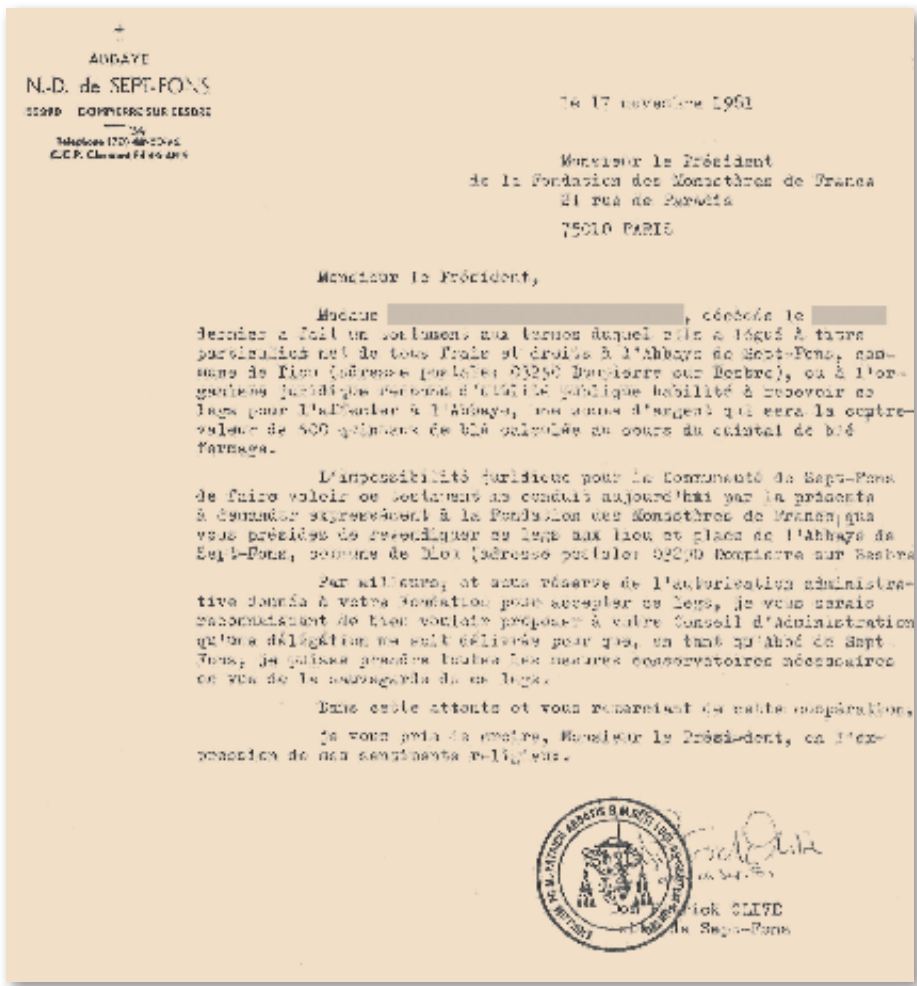 ABBAYE
N.-D. de SEPT-FONS
DOMPIERRE SUR BESBRE
Téléphone
C.C.P. Clermont
le 17 novembre 1981
Monsieur le Président
de la Fondation des Monastères de France
21 rue de Paradis
75010 PARIS
Monsieur le Président,
Madame , décédée le
dernier a fait un testament aux termes duquel elle a légué à titre
particulier net de tous frais et droits à l'Abbaye de Sept-Fons, com-
mune de Diou (adresse postale: 03290 Dompierre sur Besbre), ou à l'or-
ganisme juridique reconnu d'utilité publique habilité à recevoir ce
legs pour l'affecter à l'Abbaye, une somme d'argent qui sera la contre-
valeur de quintaux de blé calculée au cours du quintal de blé
fermage.
L'impossibilité juridique pour la Communauté de Sept-Fons
de faire valoir ce testament me conduit aujourd'hui par la présente
à demander expressément à la Fondation des Monastères de France que
vous présidez de revendiquer ce legs aux lieu et place de l'Abbaye de
Sept-Fons, commune de Diou (adresse postale: 03290 Dompierre sur Besbre
Par ailleurs, et sous réserve de l'autorisation administra-
tive donnée à votre Fondation pour accepter ce legs, je vous serais
reconnaissant de bien vouloir proposer à votre Conseil d'Administration
qu'une délégation me soit délivrée pour que, en tant qu'Abbé de Sept-
Fons, je puisse prendre toutes les mesures conservatoires nécessaires
en vue de la sauvegarde de ce legs.
Dans cette attente et vous remerciant de cette coopération,
je vous prie de croire, Monsieur le Président, en l'ex-
pression de mes sentiments religieux.
Dom Patrick OLIVE
Abbé de Sept-Fons